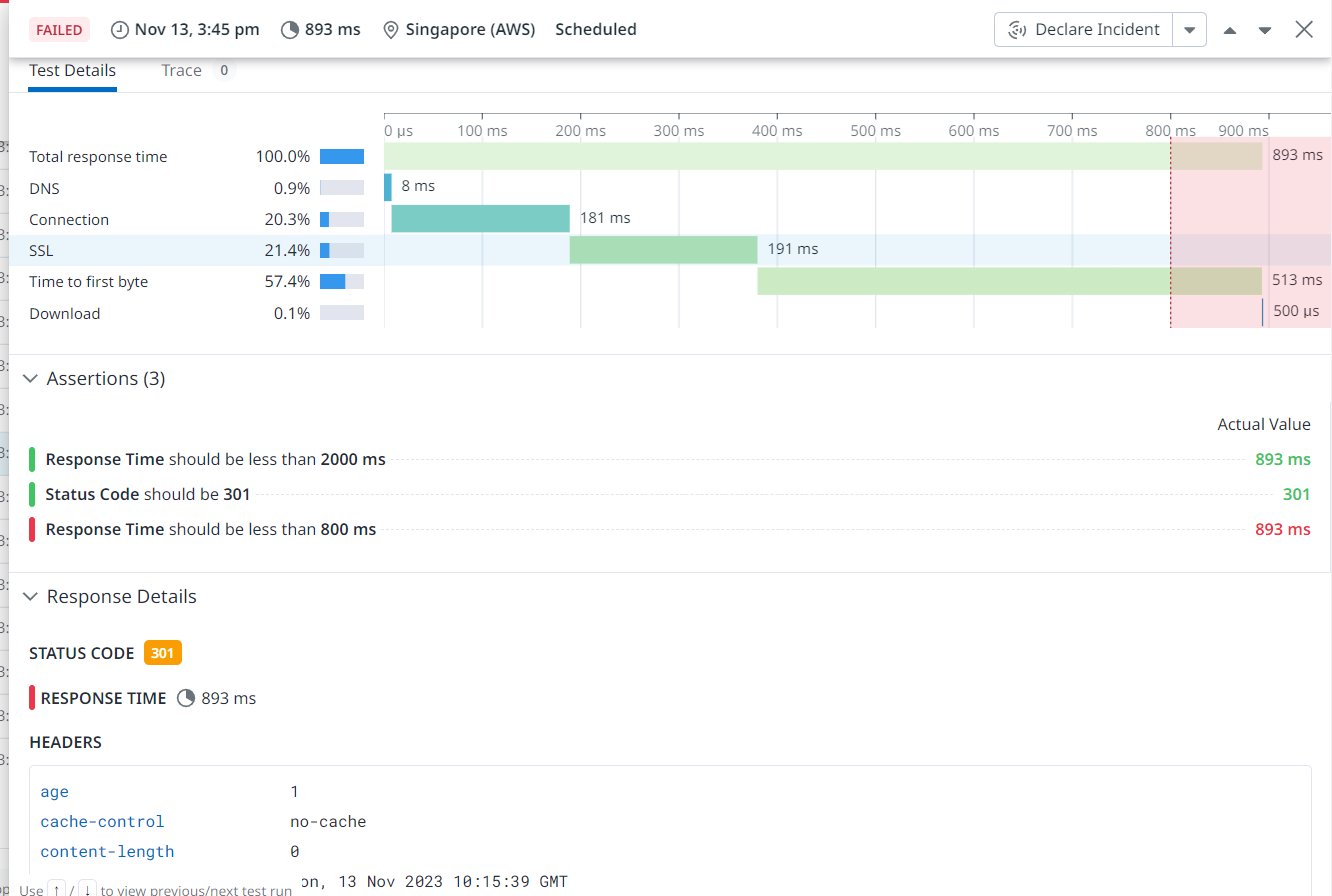 FAILED Nov 13, 3:45 pm 893 ms Singapore (AWS) Scheduled Declare Incident
Test Details Trace 0
0 µs 100 ms 200 ms 300 ms 400 ms 500 ms 600 ms 700 ms 800 ms 900 ms
Total response time 100.0% 893 ms
DNS 0.9% 8 ms
Connection 20.3% 181 ms
SSL 21.4% 191 ms
Time to first byte 57.4% 513 ms
Download 0.1% 500 µs
Assertions (3)
Actual Value
Response Time should be less than 2000 ms 893 ms
Status Code should be 301 301
Response Time should be less than 800 ms 893 ms
Response Details
STATUS CODE 301
RESPONSE TIME 893 ms
HEADERS
age 1
cache-control no-cache
content-length 0
on, 13 Nov 2023 10:15:39 GMT
Use ↑ / ↓ to view previous/next test run